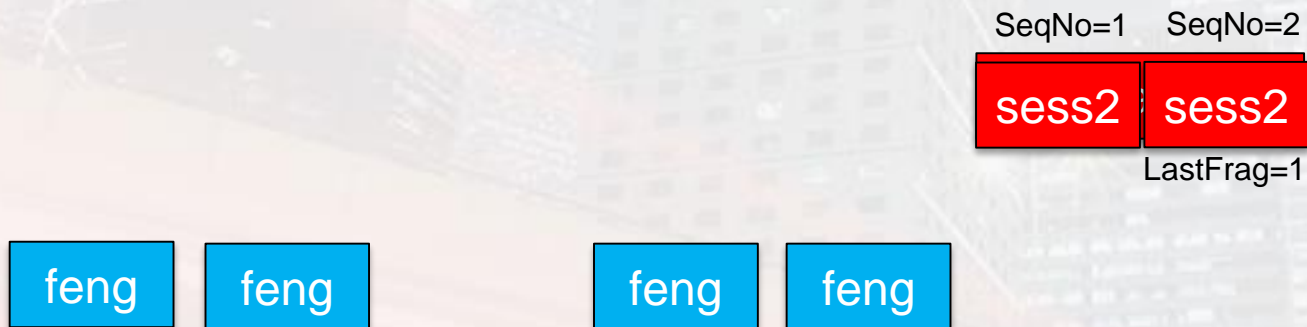 SeqNo=1 SeqNo=2
sess2 sess2
LastFrag=1
feng feng feng feng